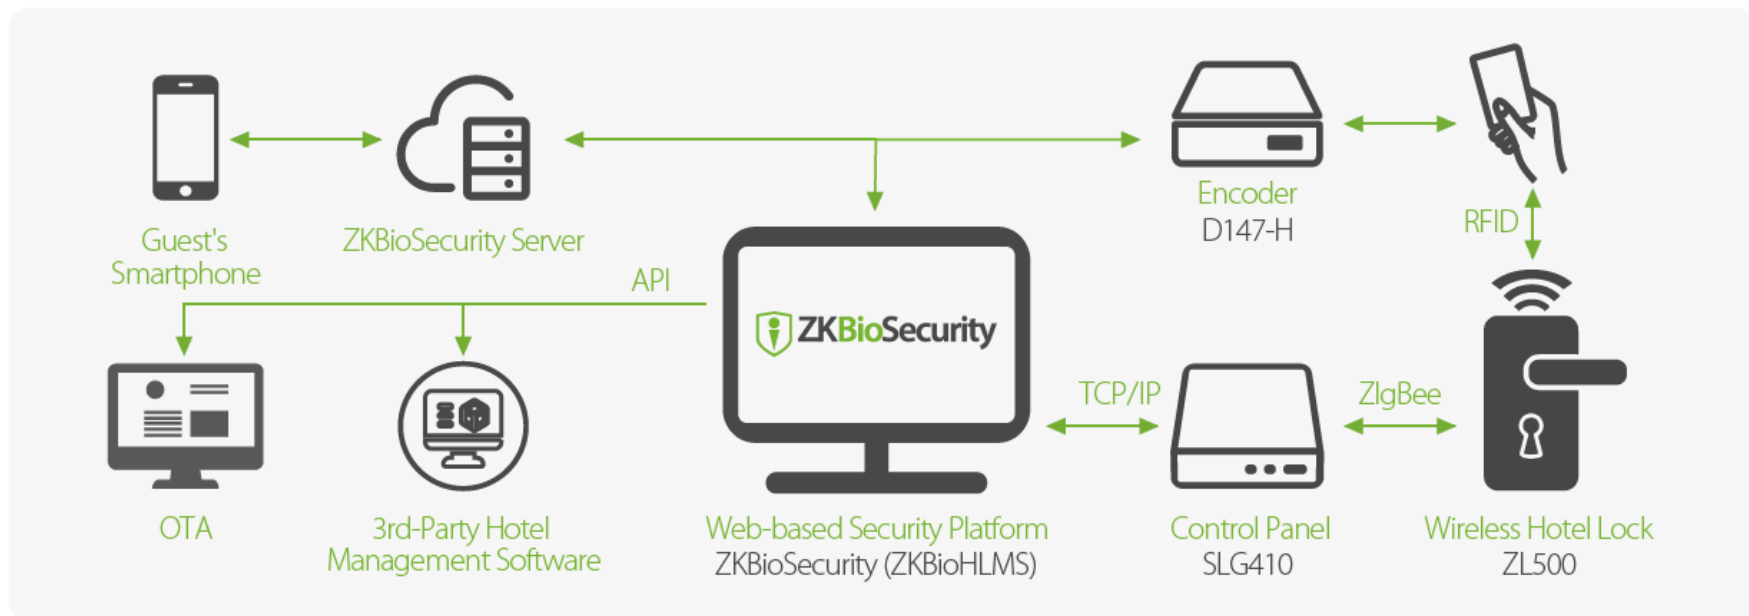 Guest's
Smartphone
ZKBioSecurity Server
Encoder
D147-H
RFID
API
ZKBioSecurity
TCP/IP
ZIgBee
OTA
3rd-Party Hotel
Management Software
Web-based Security Platform
ZKBioSecurity (ZKBioHLMS)
Control Panel
SLG410
Wireless Hotel Lock
ZL500